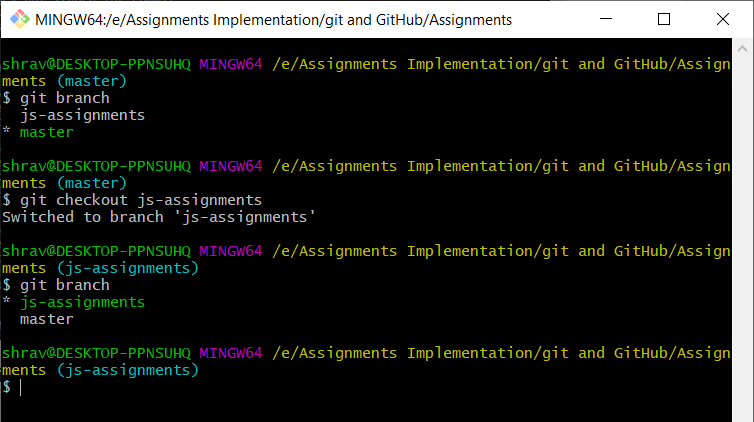 MINGW64:/e/Assignments Implementation/git and GitHub/Assignments
shrav@DESKTOP-PPNSUHQ MINGW64 /e/Assignments Implementation/git and GitHub/Assign
ments (master)
$ git branch
  js-assignments
* master
shrav@DESKTOP-PPNSUHQ MINGW64 /e/Assignments Implementation/git and GitHub/Assign
ments (master)
$ git checkout js-assignments
Switched to branch 'js-assignments'
shrav@DESKTOP-PPNSUHQ MINGW64 /e/Assignments Implementation/git and GitHub/Assign
ments (js-assignments)
$ git branch
* js-assignments
  master
shrav@DESKTOP-PPNSUHQ MINGW64 /e/Assignments Implementation/git and GitHub/Assign
ments (js-assignments)
$